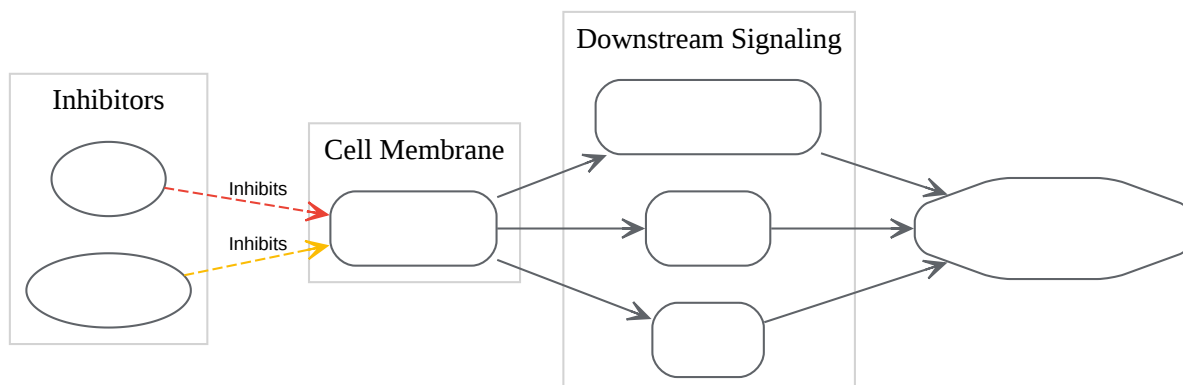 Downstream Signaling
Inhibitors
Cell Membrane
Inhibits
Inhibits